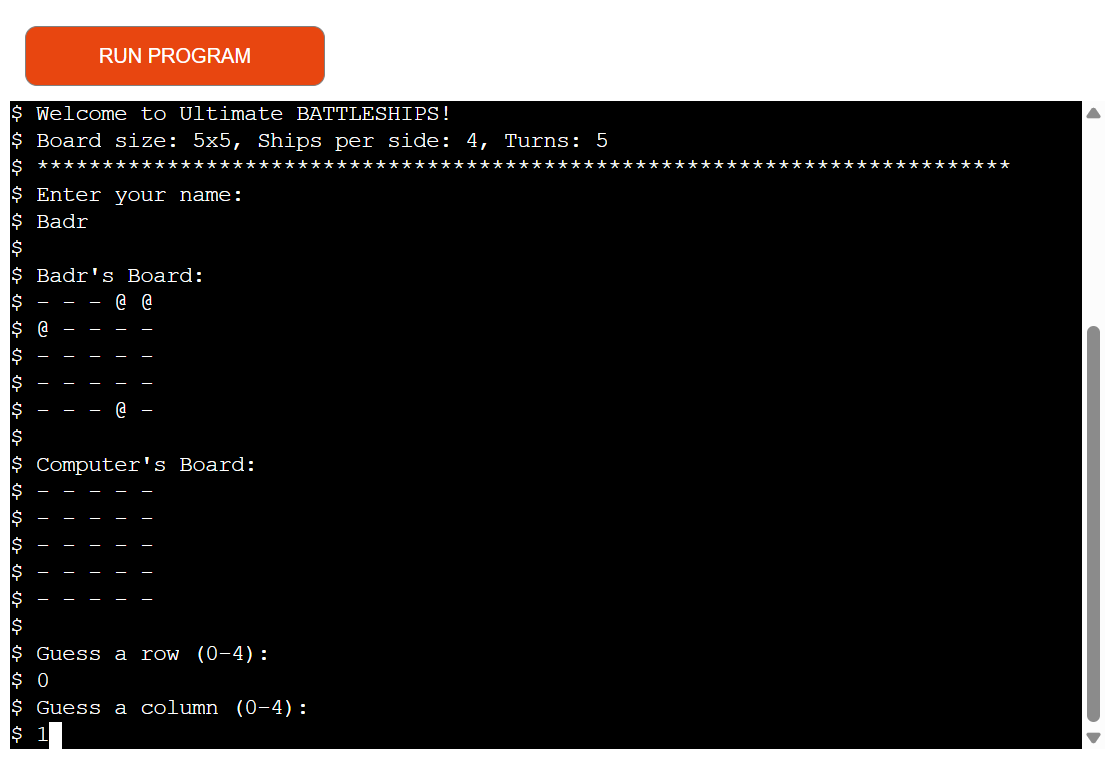 RUN PROGRAM
$ Welcome to Ultimate BATTLESHIPS!
$ Board size: 5x5, Ships per side: 4, Turns: 5
$ ***************************************************************************
$ Enter your name:
$ Badr
$
$ Badr's Board:
$ - - - @ @
$ @ - - - -
$ - - - - -
$ - - - - -
$ - - - @ -
$
$ Computer's Board:
$ - - - - -
$ - - - - -
$ - - - - -
$ - - - - -
$ - - - - -
$
$ Guess a row (0-4):
$ 0
$ Guess a column (0-4):
$ 1